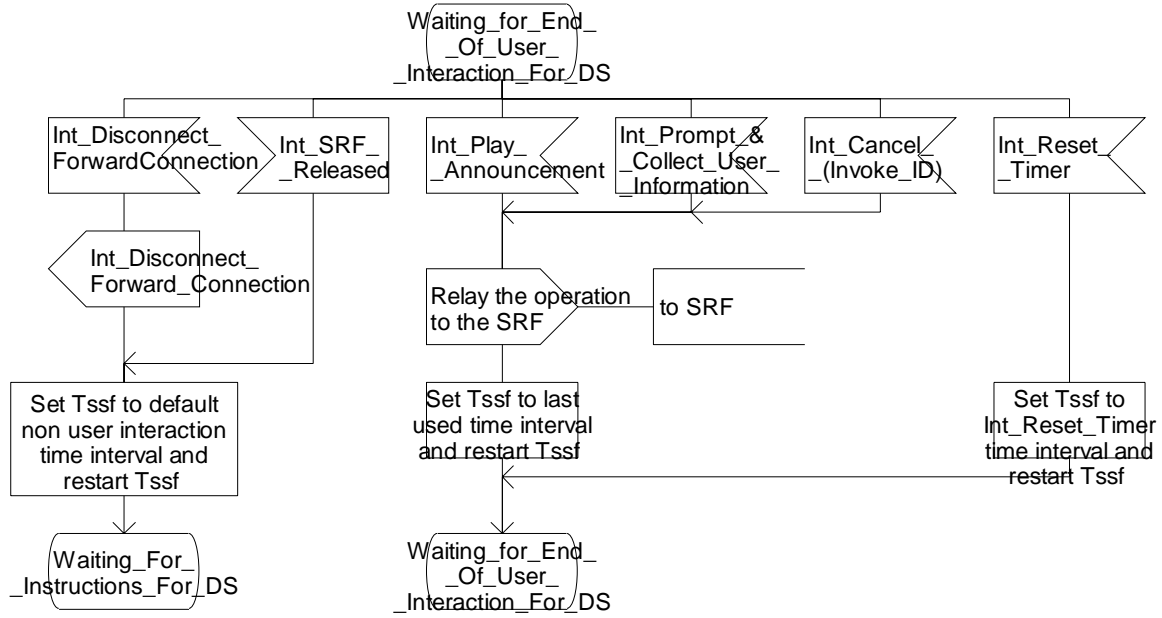 Waiting_for_End_
_Of_User_
_Interaction_For_DS
Int_Disconnect_
ForwardConnection
Int_SRF_
_Released
Int_Play_
_Announcement
Int_Prompt_&
_Collect_User_
_Information
Int_Cancel_
_(Invoke_ID)
Int_Reset_
_Timer
Int_Disconnect_
Forward_Connection
Relay the operation
to the SRF
to SRF
Set Tssf to default
non user interaction
time interval and
restart Tssf
Set Tssf to last
used time interval
and restart Tssf
Set Tssf to
Int_Reset_Timer
time interval and
restart Tssf
Waiting_For_
_Instructions_For_DS
Waiting_for_End_
_Of_User_
_Interaction_For_DS